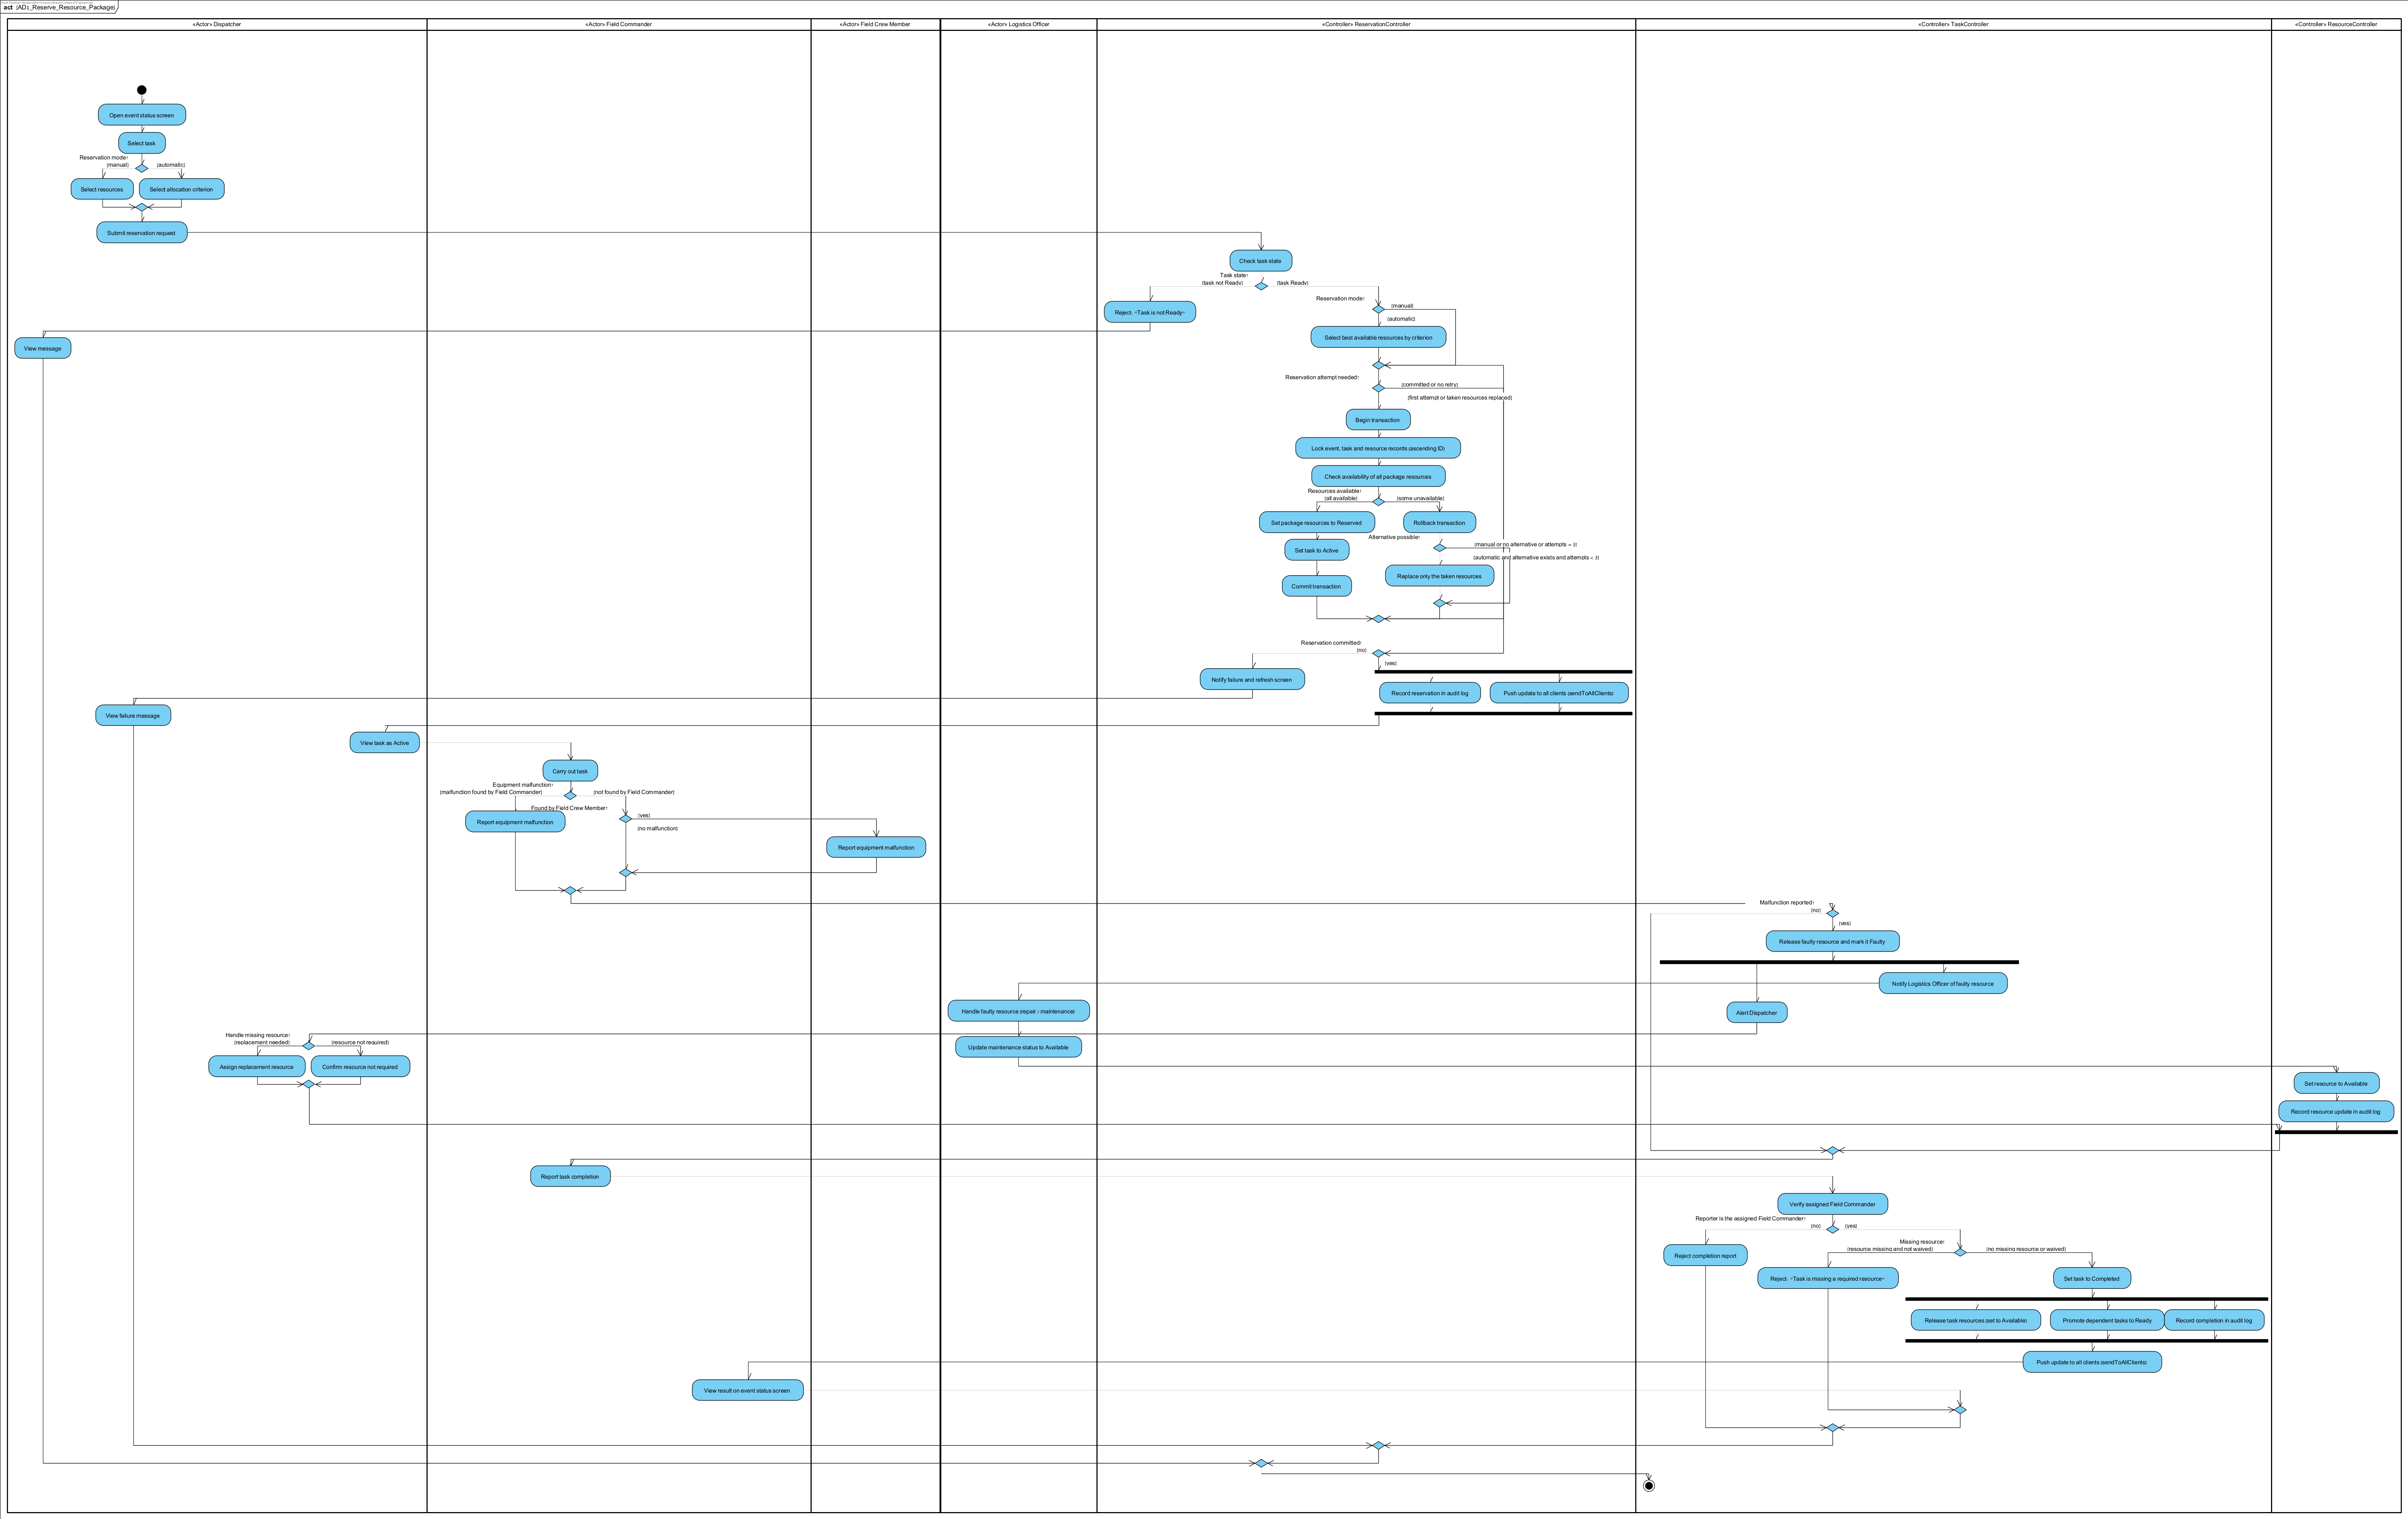 act [AD1_Reserve_Resource_Package]
«Actor» Dispatcher
«Actor» Field Commander
«Actor» Field Crew Member
«Actor» Logistics Officer
«Controller» ReservationController
«Controller» TaskController
«Controller» ResourceController
Open event status screen
Select task
Reservation mode?
[manual]
[automatic]
Select resources
Select allocation criterion
Submit reservation request
Check task state
Task state?
[task not Ready]
[task Ready]
Reservation mode?
[manual]
Reject: "Task is not Ready"
[automatic]
Select best available resources by criterion
View message
Reservation attempt needed?
[committed or no retry]
[first attempt or taken resources replaced]
Begin transaction
Lock event, task and resource records (ascending ID)
Check availability of all package resources
Resources available?
[all available]
[some unavailable]
Set package resources to Reserved
Rollback transaction
Alternative possible?
[manual or no alternative or attempts = 3]
Set task to Active
[automatic and alternative exists and attempts < 3]
Replace only the taken resources
Commit transaction
Reservation committed?
[no]
[yes]
Notify failure and refresh screen
Record reservation in audit log
Push update to all clients (sendToAllClients)
View failure message
View task as Active
Carry out task
Equipment malfunction?
[malfunction found by Field Commander]
[not found by Field Commander]
Found by Field Crew Member?
[yes]
Report equipment malfunction
[no malfunction]
Report equipment malfunction
Malfunction reported?
[no]
[yes]
Release faulty resource and mark it Faulty
Notify Logistics Officer of faulty resource
Handle faulty resource (repair / maintenance)
Alert Dispatcher
Handle missing resource?
[replacement needed]
[resource not required]
Update maintenance status to Available
Assign replacement resource
Confirm resource not required
Set resource to Available
Record resource update in audit log
Report task completion
Verify assigned Field Commander
Reporter is the assigned Field Commander?
[no]
[yes]
Missing resource?
[resource missing and not waived]
[no missing resource or waived]
Reject completion report
Reject: "Task is missing a required resource"
Set task to Completed
Release task resources (set to Available)
Promote dependent tasks to Ready
Record completion in audit log
Push update to all clients (sendToAllClients)
View result on event status screen